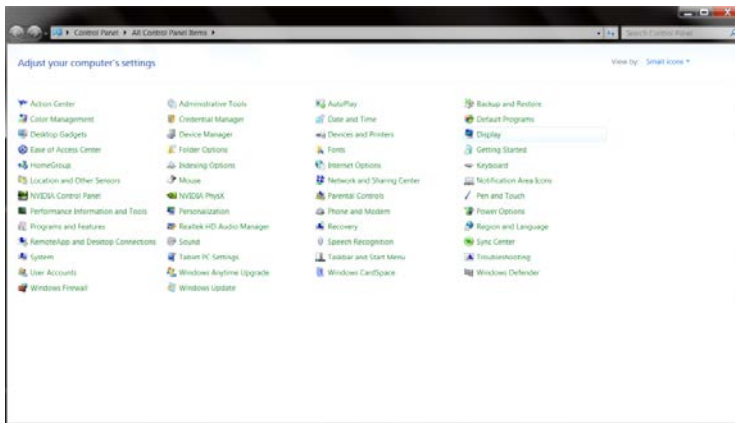 Control Panel ▸ All Control Panel Items ▸
Search Control Panel
Adjust your computer's settings
View by: Small icons
Action Center
Administrative Tools
AutoPlay
Backup and Restore
Color Management
Credential Manager
Date and Time
Default Programs
Desktop Gadgets
Device Manager
Devices and Printers
Display
Ease of Access Center
Folder Options
Fonts
Getting Started
HomeGroup
Indexing Options
Internet Options
Keyboard
Location and Other Sensors
Mouse
Network and Sharing Center
Notification Area Icons
NVIDIA Control Panel
NVIDIA PhysX
Parental Controls
Pen and Touch
Performance Information and Tools
Personalization
Phone and Modem
Power Options
Programs and Features
Realtek HD Audio Manager
Recovery
Region and Language
RemoteApp and Desktop Connections
Sound
Speech Recognition
Sync Center
System
Tablet PC Settings
Taskbar and Start Menu
Troubleshooting
User Accounts
Windows Anytime Upgrade
Windows CardSpace
Windows Defender
Windows Firewall
Windows Update